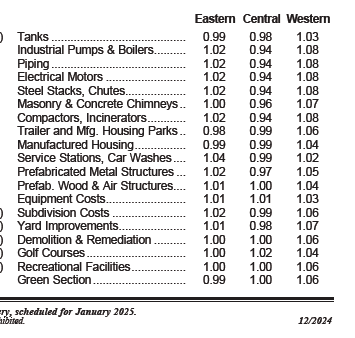 Eastern Central Western
) Tanks ............................................ 0.99 0.98 1.03
Industrial Pumps & Boilers.......... 1.02 0.94 1.08
Piping ........................................... 1.02 0.94 1.08
Electrical Motors .......................... 1.02 0.94 1.08
Steel Stacks, Chutes.................... 1.02 0.94 1.08
Masonry & Concrete Chimneys .. 1.00 0.96 1.07
Compactors, Incinerators............. 1.02 0.94 1.08
Trailer and Mfg. Housing Parks .. 0.98 0.99 1.06
Manufactured Housing................. 0.99 0.99 1.04
Service Stations, Car Washes .... 1.04 0.99 1.02
Prefabricated Metal Structures ... 1.02 0.97 1.05
Prefab. Wood & Air Structures.... 1.01 1.00 1.04
Equipment Costs.......................... 1.01 1.01 1.03
) Subdivision Costs ........................ 1.02 0.99 1.06
) Yard Improvements...................... 1.01 0.98 1.07
) Demolition & Remediation ........... 1.00 1.00 1.06
) Golf Courses ................................ 1.00 1.02 1.04
) Recreational Facilities.................. 1.00 1.00 1.06
Green Section............................... 0.99 1.00 1.06
ry, scheduled for January 2025.
hibited. 12/2024